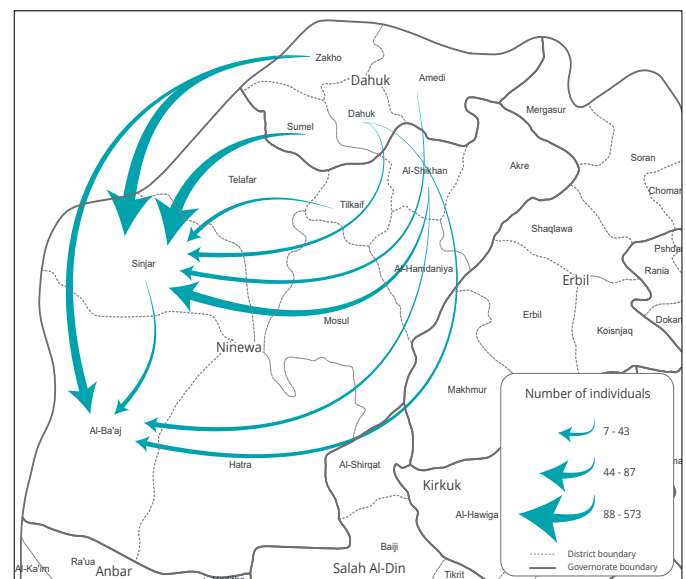 Zakho
Dahuk
Amedi
Mergasur
Dahuk
Sumel
Soran
Al-Shikhan
Akre
Telafar
Choman
Tilkaif
Shaqlawa
Pshda
Sinjar
Al-Hamdaniya
Rania
Erbil
Mosul
Erbil
Dokan
Koisnjaq
Ninewa
Makhmur
Number of individuals
7 - 43
44 - 87
88 - 573
District boundary
Governorate boundary
Al-Ba'aj
Hatra
Al-Shirqat
Kirkuk
Al-Hawiga
Baiji
Ra'ua
Al-Ka'im
Anbar
Salah Al-Din
Tikrit